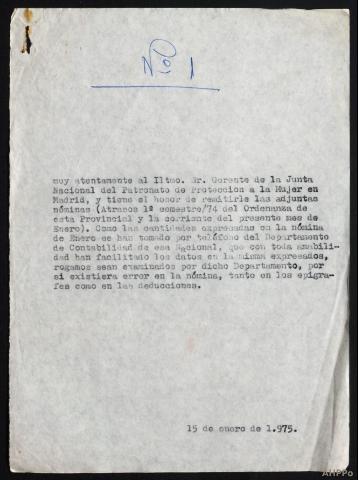 Nº 1
muy atentamente al Iltmo. Sr. Gerente de la Junta
Nacional del Patronato de Protección a la Mujer en
Madrid, y tiene el honor de remitirle las adjuntas
nóminas (Atrasos 1º semestre/74 del Ordenanza de
esta Provincial y la corriente del presente mes de
Enero). Como las cantidades expresadas en la nómina
de Enero se han tomado por teléfono del Departamento
de Contabilidad de esa Nacional, que con toda amabili-
dad han facilitado los datos en la misma expresados,
rogamos sean examinados por dicho Departamento, por
si existiera error en la nómina, tanto en los epigra-
fes como en las deducciones.
15 de enero de 1.975.
AHPPo